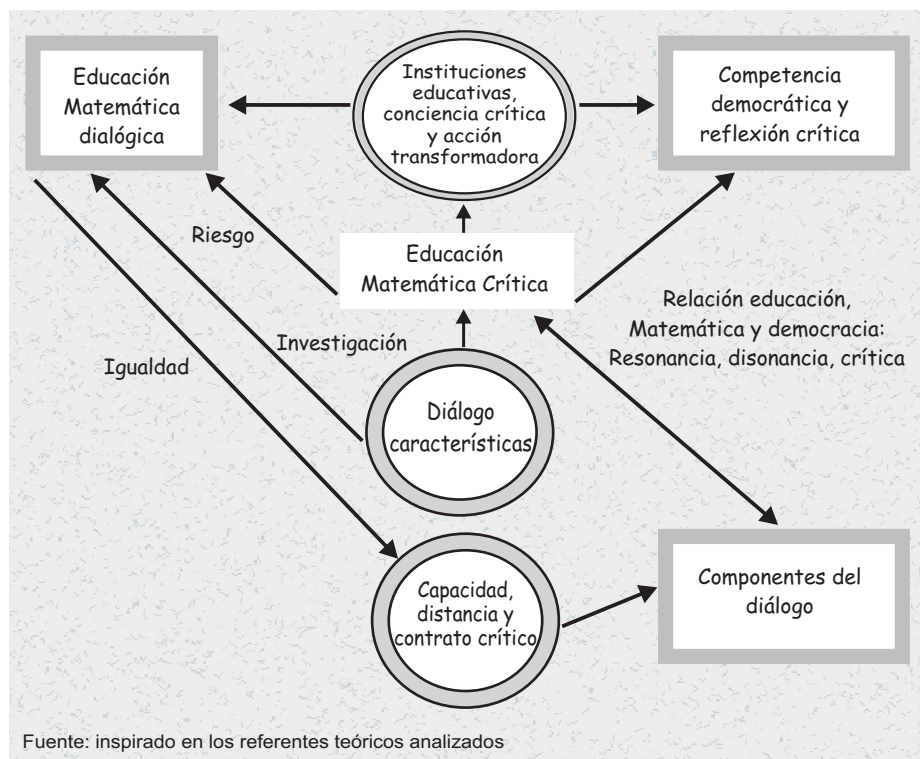 Educación
Matemática
dialógica
Instituciones
educativas,
conciencia crítica
y acción
transformadora
Competencia
democrática y
reflexión crítica
Riesgo
Educación
Matemática Crítica
Relación educación,
Matemática y democracia:
Resonancia, disonancia, crítica
Investigación
Igualdad
Diálogo
características
Capacidad,
distancia y
contrato crítico
Componentes del
diálogo
Fuente: inspirado en los referentes teóricos analizados